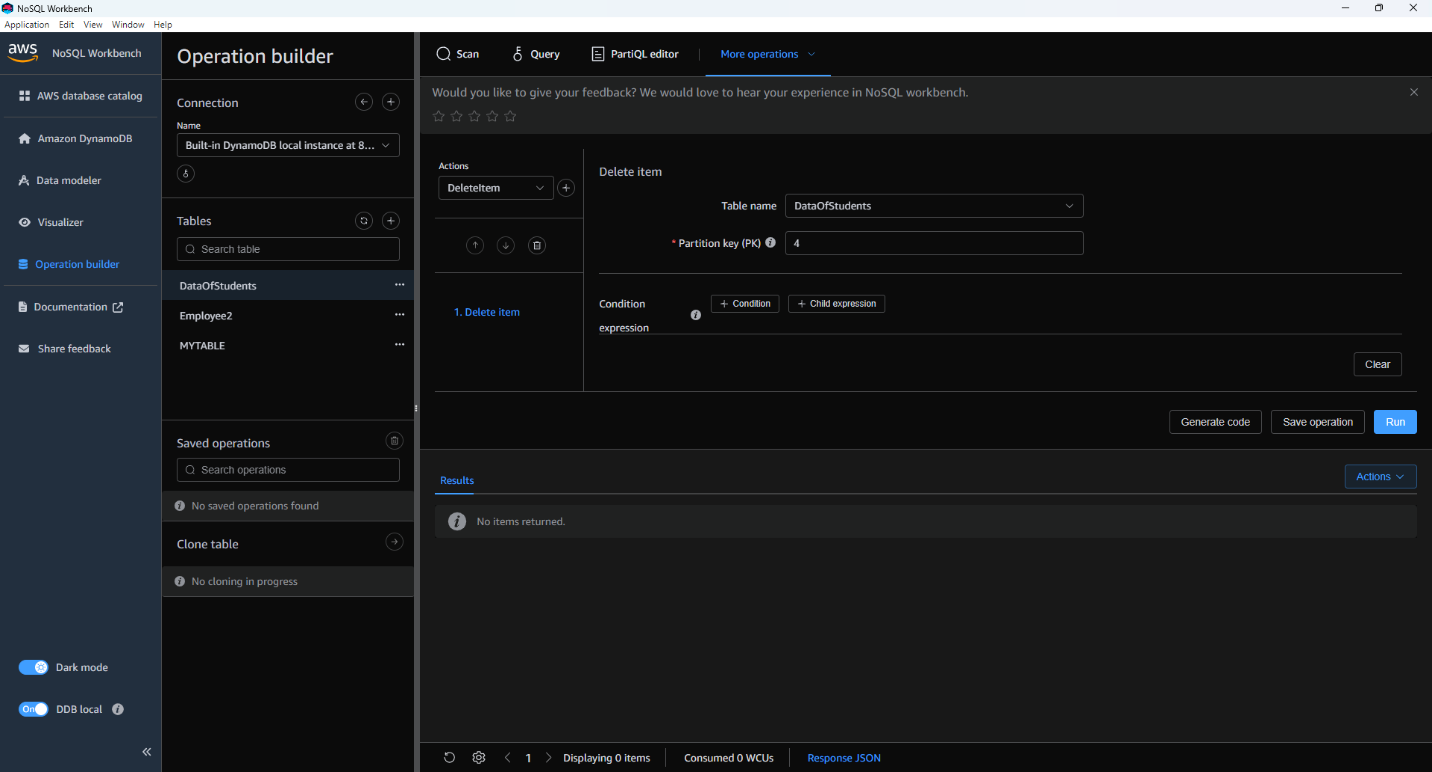 NoSQL Workbench
Application Edit View Window Help
aws NoSQL Workbench
AWS database catalog
Amazon DynamoDB
Data modeler
Visualizer
Operation builder
Documentation
Share feedback
Dark mode
On DDB local
Operation builder
Connection
Name
Built-in DynamoDB local instance at 8...
Tables
Search table
DataOfStudents
Employee2
MYTABLE
Saved operations
Search operations
No saved operations found
Clone table
No cloning in progress
Scan Query PartiQL editor More operations
Would you like to give your feedback? We would love to hear your experience in NoSQL workbench.
Actions
DeleteItem
1. Delete item
Delete item
Table name DataOfStudents
* Partition key (PK) 4
Condition expression
+ Condition + Child expression
Clear
Generate code Save operation Run
Results
Actions
No items returned.
1 Displaying 0 items Consumed 0 WCUs Response JSON